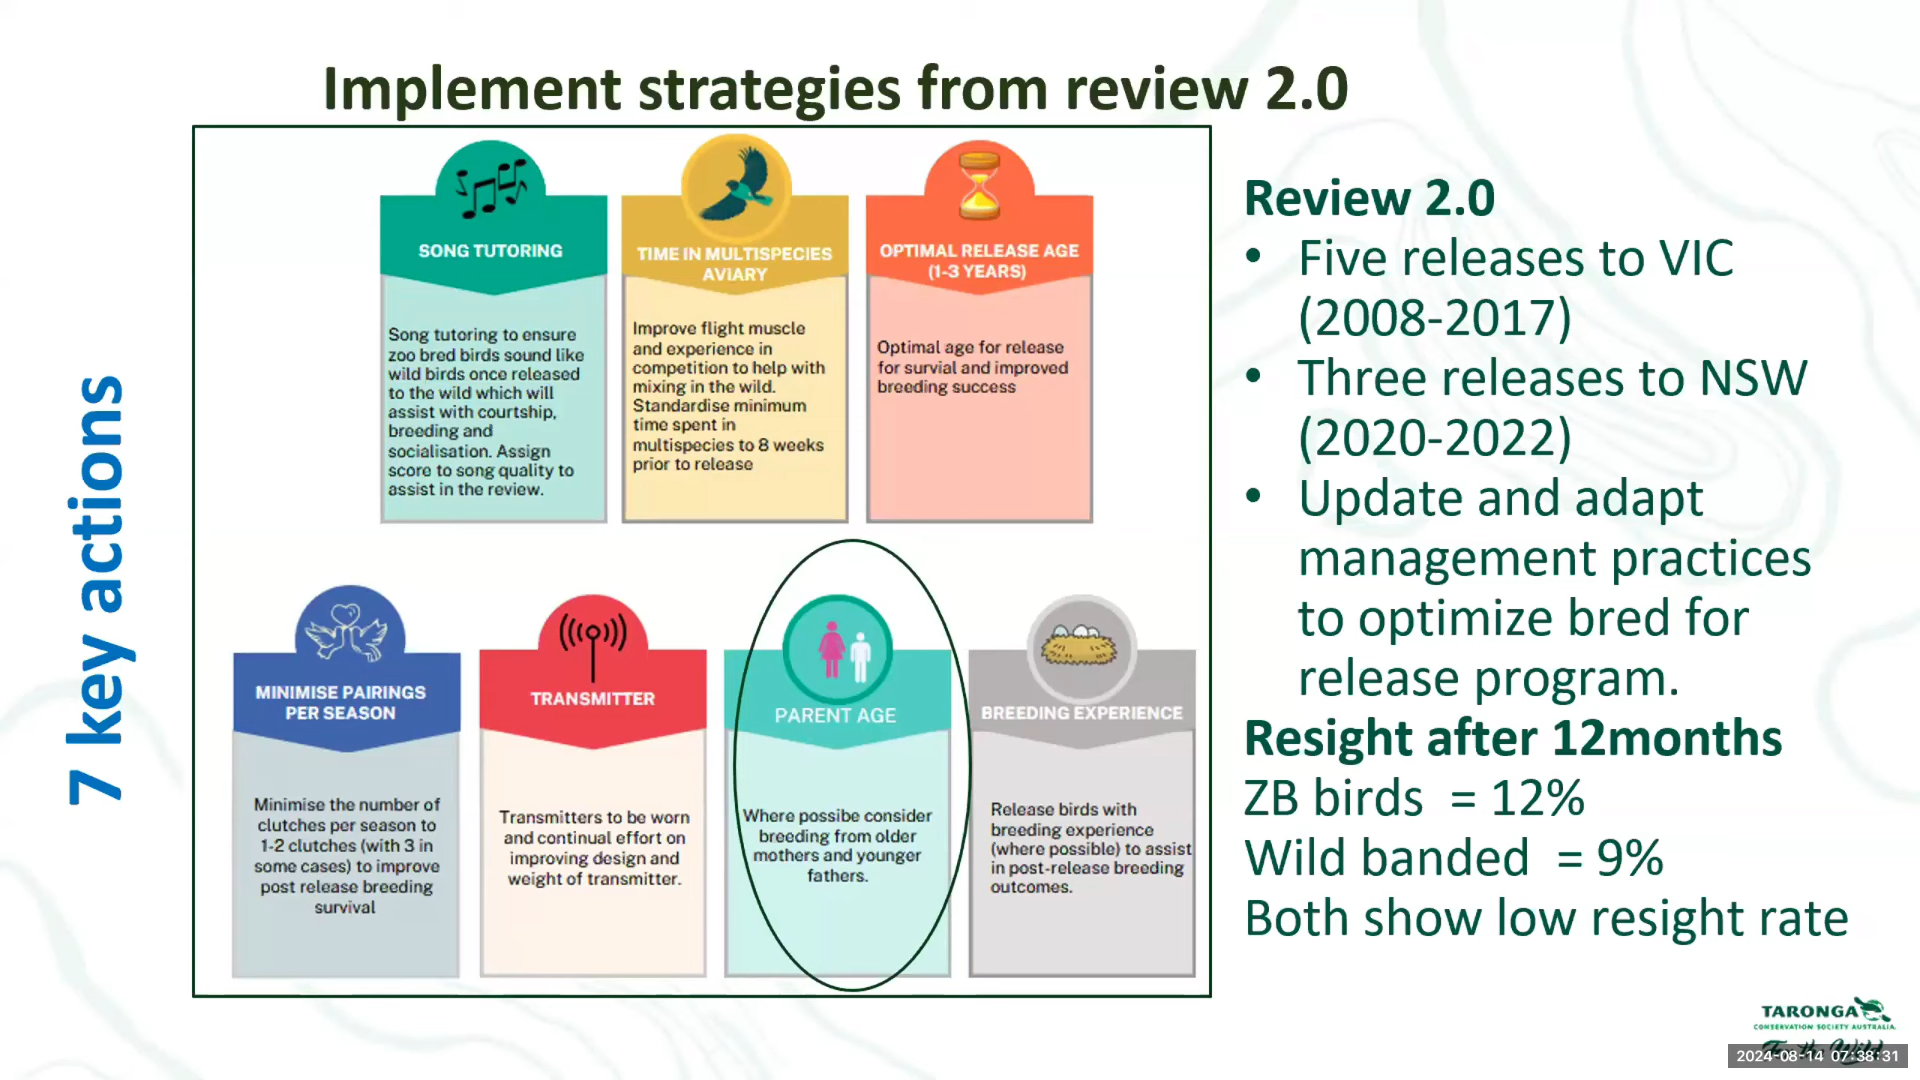 Implement strategies from review 2.0
7 key actions
SONG TUTORING
Song tutoring to ensure
zoo bred birds sound like
wild birds once released
to the wild which will
assist with courtship,
breeding and
socialisation. Assign
score to song quality to
assist in the review.
TIME IN MULTISPECIES
AVIARY
Improve flight muscle
and experience in
competition to help with
mixing in the wild.
Standardise minimum
time spent in
multispecies to 8 weeks
prior to release
OPTIMAL RELEASE AGE
(1-3 YEARS)
Optimal age for release
for survial and improved
breeding success
MINIMISE PAIRINGS
PER SEASON
Minimise the number of
clutches per season to
1-2 clutches (with 3 in
some cases) to improve
post release breeding
survival
TRANSMITTER
Transmitters to be worn
and continual effort on
improving design and
weight of transmitter.
PARENT AGE
Where possibe consider
breeding from older
mothers and younger
fathers.
BREEDING EXPERIENCE
Release birds with
breeding experience
(where possible) to assist
in post-release breeding
outcomes.
Review 2.0
• Five releases to VIC
(2008-2017)
• Three releases to NSW
(2020-2022)
• Update and adapt
management practices
to optimize bred for
release program.
Resight after 12months
ZB birds = 12%
Wild banded = 9%
Both show low resight rate
TARONGA
CONSERVATION SOCIETY AUSTRALIA
For the Wild
2024-08-14 07:38:31